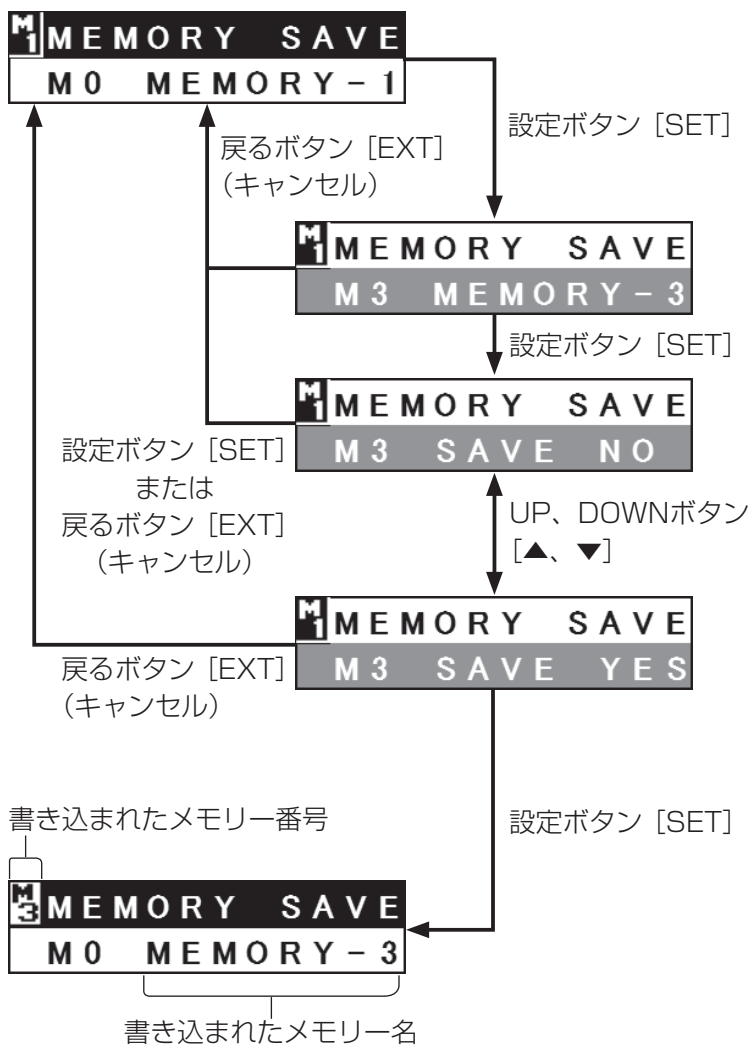 M1 MEMORY SAVE
M0 MEMORY-1
設定ボタン [SET]
戻るボタン [EXT]
(キャンセル)
M1 MEMORY SAVE
M3 MEMORY-3
設定ボタン [SET]
M1 MEMORY SAVE
M3 SAVE NO
設定ボタン [SET]
または
戻るボタン [EXT]
(キャンセル)
UP、DOWNボタン
[▲、▼]
M1 MEMORY SAVE
M3 SAVE YES
戻るボタン [EXT]
(キャンセル)
設定ボタン [SET]
書き込まれたメモリー番号
M3 MEMORY SAVE
M0 MEMORY-3
書き込まれたメモリー名